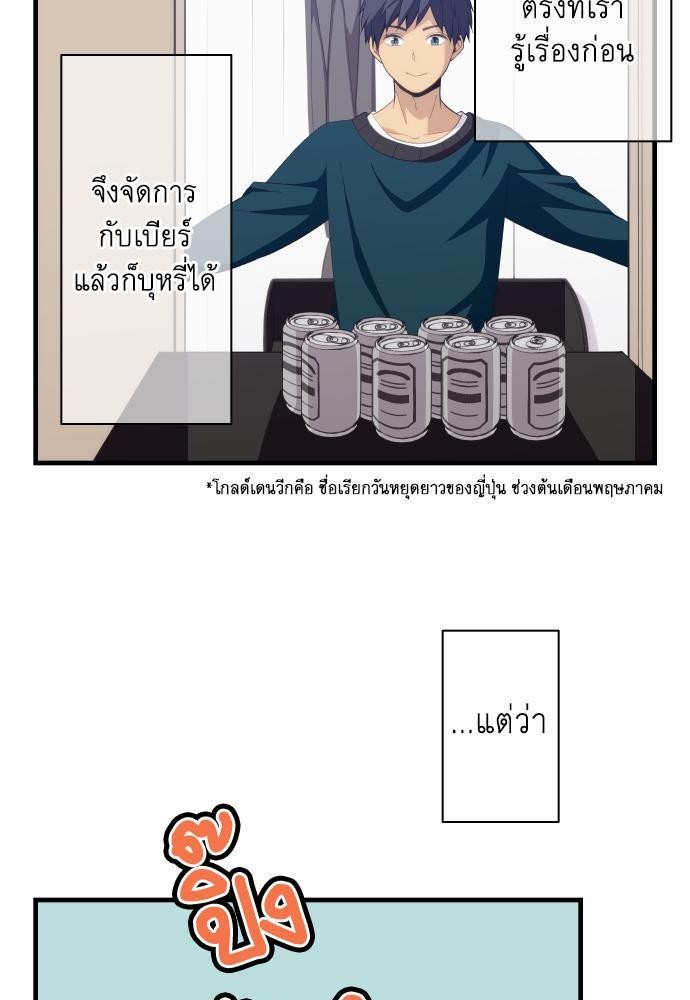 ตรงที่เรา
รู้เรื่องก่อน
จึงจัดการ
กับเบียร์
แล้วก็บุหรี่ได้
*โกลด์เดนวีกคือ ชื่อเรียกวันหยุดยาวของญี่ปุ่น ช่วงต้นเดือนพฤษภาคม
...แต่ว่า
ปิ๊ง